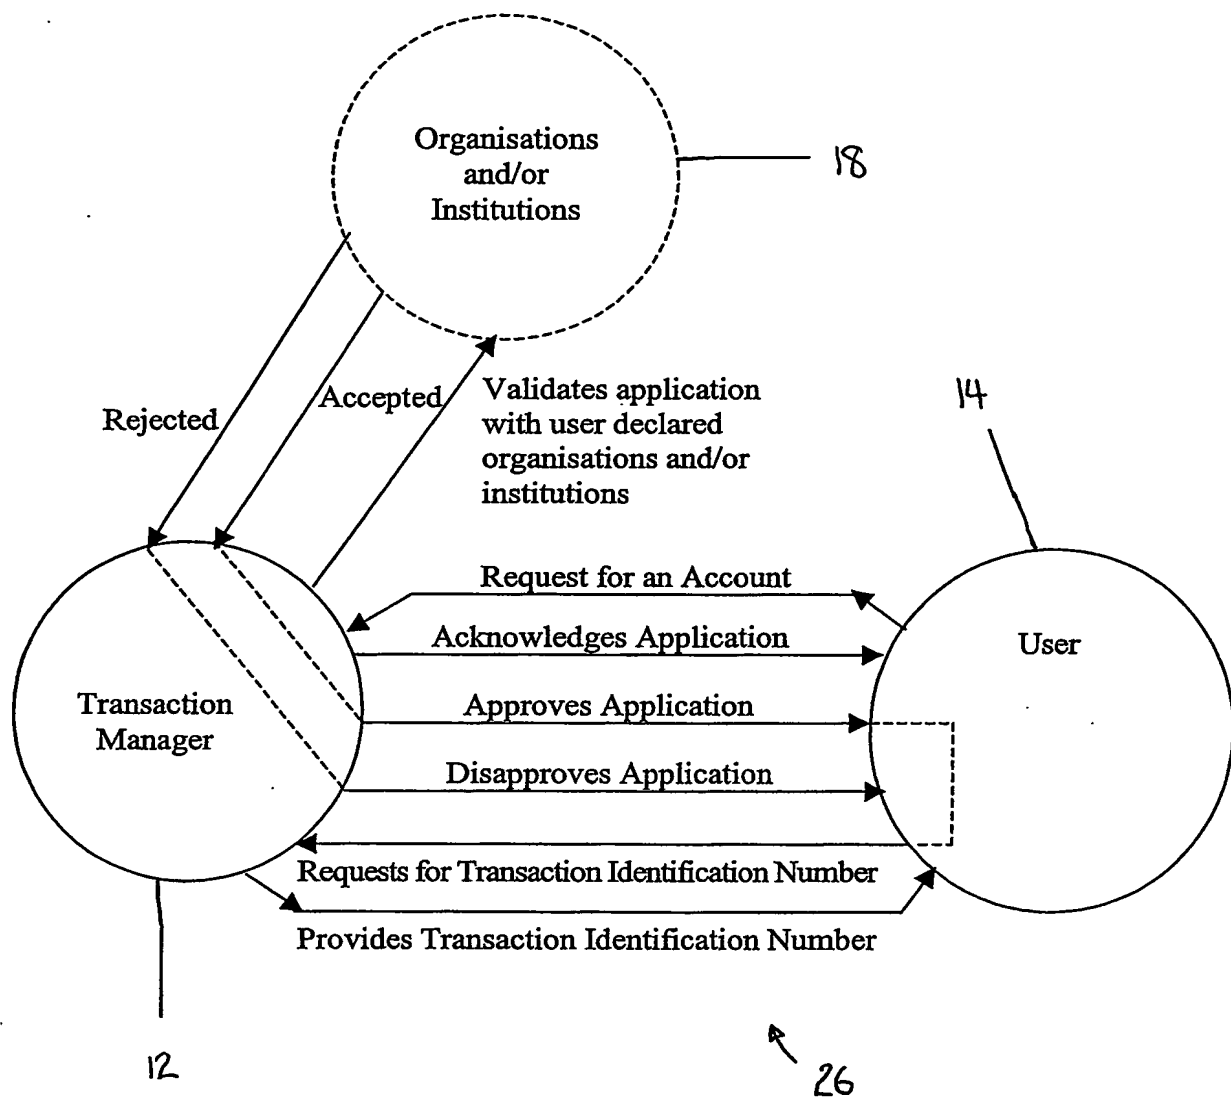 Organisations
and/or
Institutions
18
Rejected
Accepted
Validates application
with user declared
organisations and/or
institutions
14
Request for an Account
Acknowledges Application
User
Transaction
Manager
Approves Application
Disapproves Application
Requests for Transaction Identification Number
Provides Transaction Identification Number
12
26